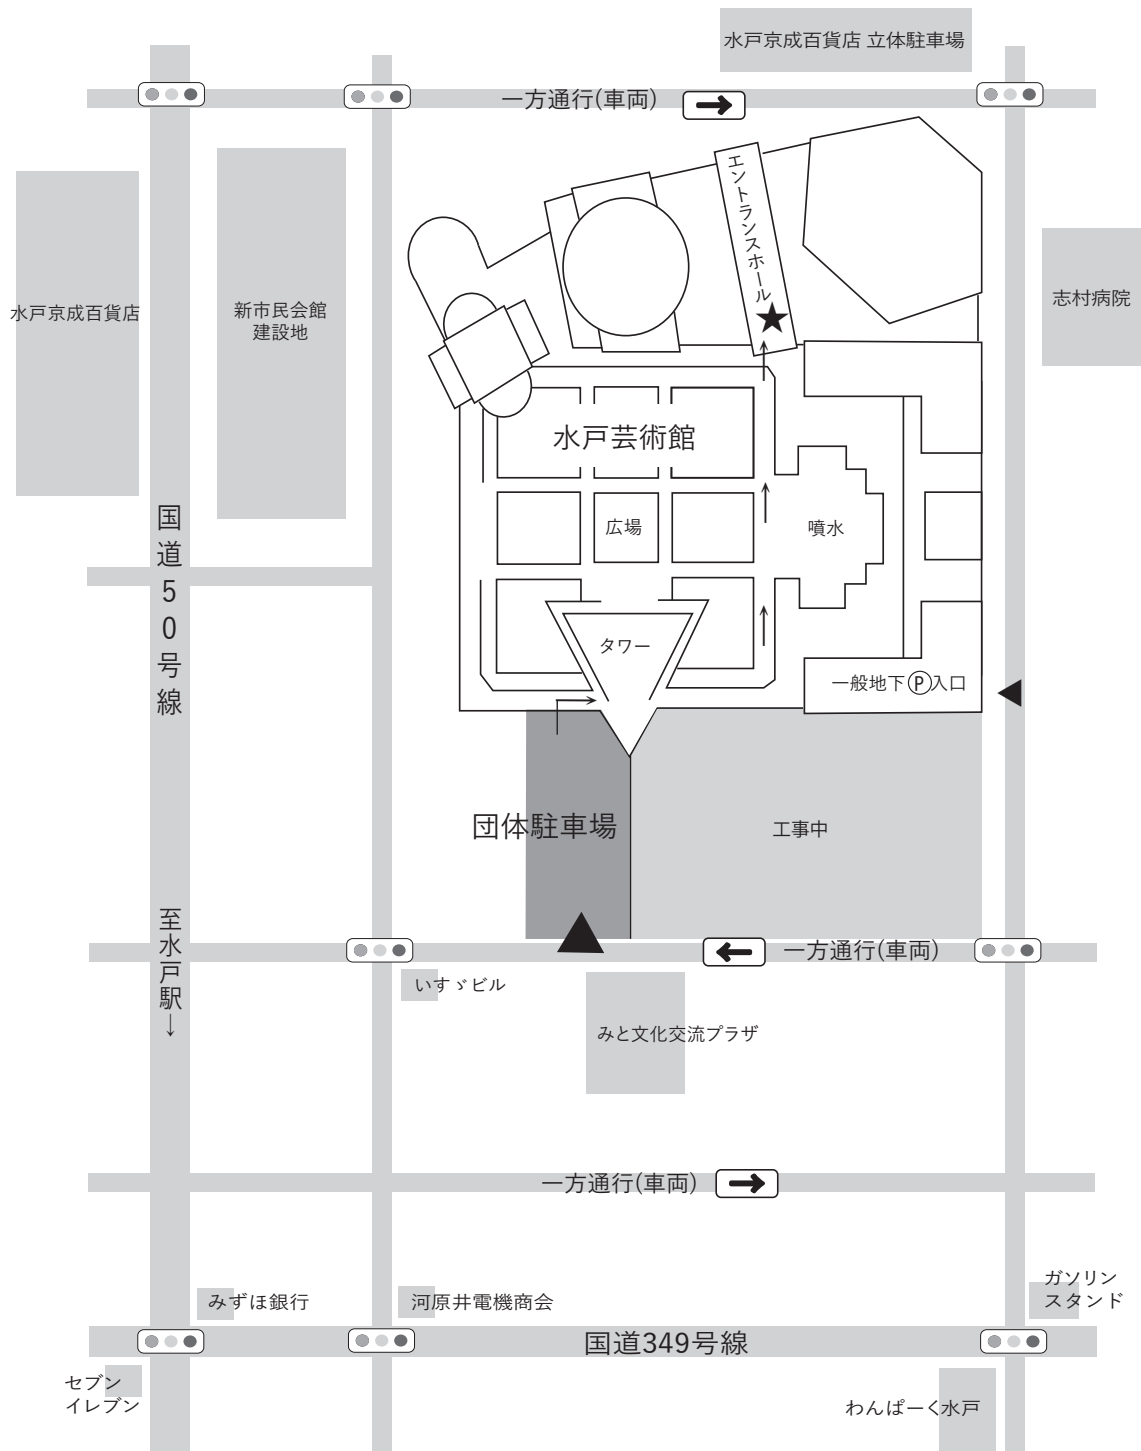 水戸京成百貨店 立体駐車場
一方通行(車両)
エントランスホール
水戸京成百貨店
新市民会館
建設地
志村病院
水戸芸術館
広場
噴水
国道50号線
タワー
一般地下Ⓟ入口
団体駐車場
工事中
至水戸駅↓
一方通行(車両)
いすゞビル
みと文化交流プラザ
一方通行(車両)
みずほ銀行
河原井電機商会
ガソリン
スタンド
国道349号線
セブン
イレブン
わんぱーく水戸